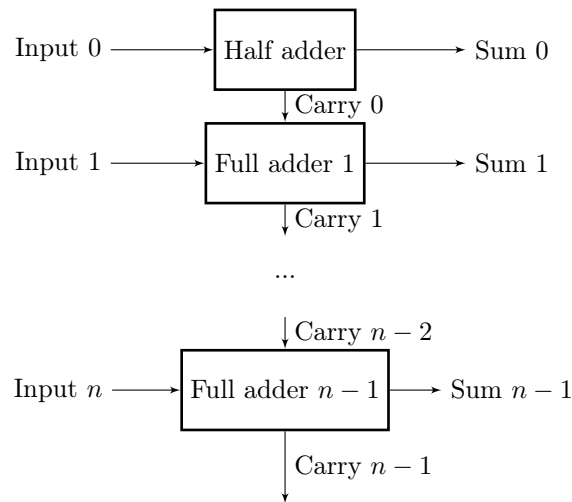 Input 0 Half adder Sum 0
Carry 0
Input 1 Full adder 1 Sum 1
Carry 1
...
Carry n − 2
Input n Full adder n − 1 Sum n − 1
Carry n − 1